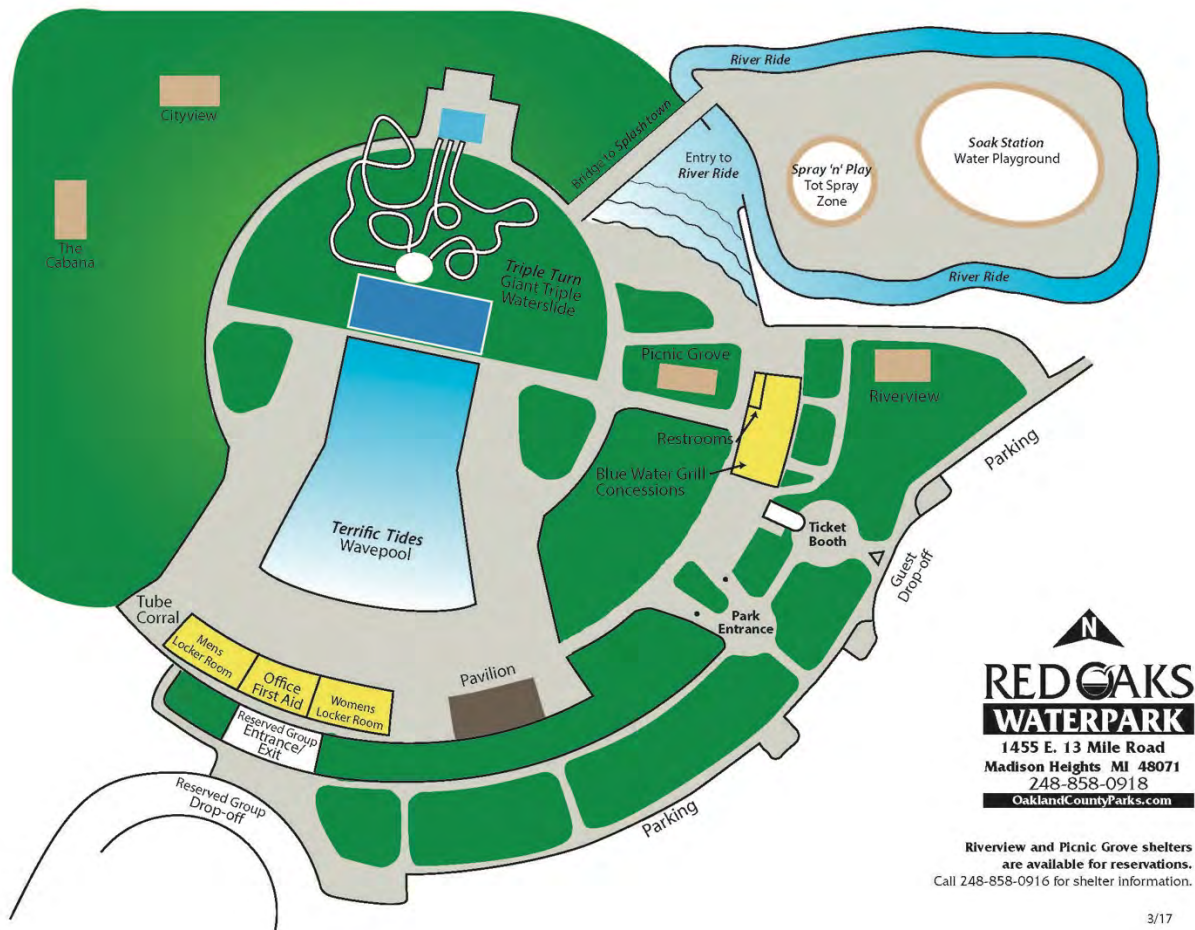 River Ride
Cityview
Bridge to Splashtown
Entry to
River Ride
Soak Station
Water Playground
Spray 'n' Play
Tot Spray
Zone
The
Cabana
Triple Turn
Giant Triple
Waterslide
River Ride
Picnic Grove
Riverview
Restrooms
Parking
Blue Water Grill
Concessions
Terrific Tides
Wavepool
Ticket
Booth
Guest
Drop-off
Tube
Corral
Park
Entrance
Mens
Locker Room
Office
First Aid
Womens
Locker Room
Pavilion
Reserved Group
Entrance/
Exit
Reserved Group
Drop-off
Parking
N
RED OAKS
WATERPARK
1455 E. 13 Mile Road
Madison Heights MI 48071
248-858-0918
OaklandCountyParks.com
Riverview and Picnic Grove shelters
are available for reservations.
Call 248-858-0916 for shelter information.
3/17